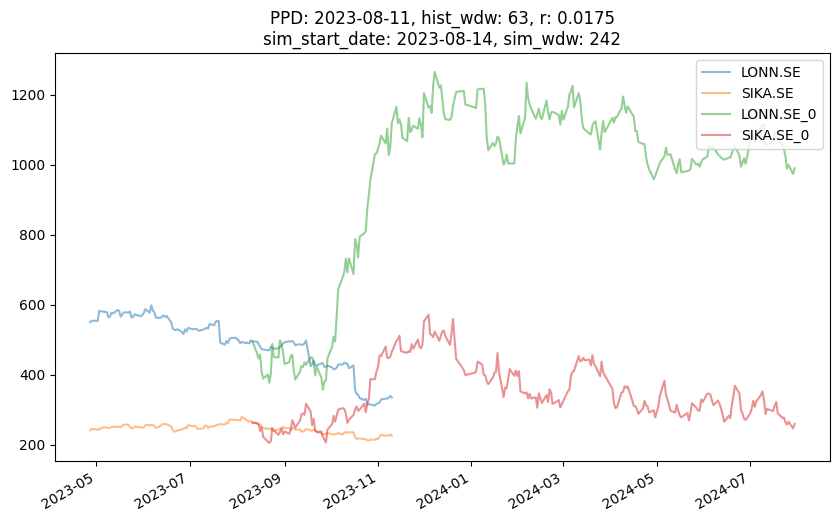 PPD: 2023-08-11, hist_wdw: 63, r: 0.0175
sim_start_date: 2023-08-14, sim_wdw: 242
LONN.SE
SIKA.SE
LONN.SE_0
SIKA.SE_0
1200
1000
800
600
400
200
2023-05
2023-07
2023-09
2023-11
2024-01
2024-03
2024-05
2024-07